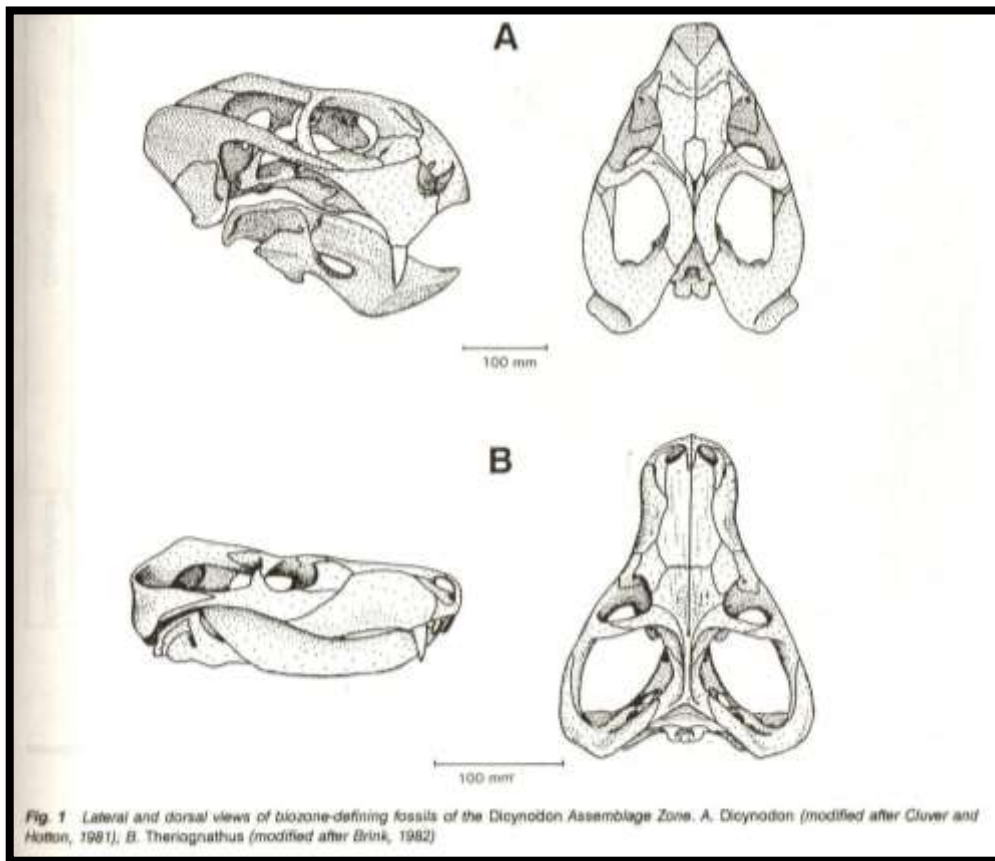 A
100 mm
B
100 mm
Fig. 1 Lateral and dorsal views of biozone-defining fossils of the Dicynodon Assemblage Zone. A. Dicynodon (modified after Cluver and
Hotton, 1981), B. Theriognathus (modified after Brink, 1982)